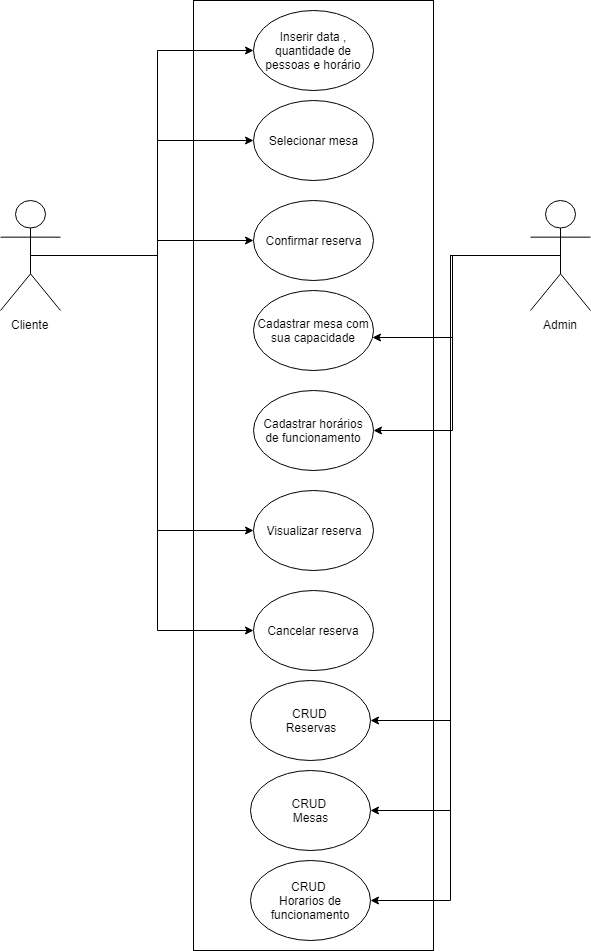 Inserir data ,
quantidade de
pessoas e horário
Selecionar mesa
Confirmar reserva
Cliente
Admin
Cadastrar mesa com
sua capacidade
Cadastrar horários
de funcionamento
Visualizar reserva
Cancelar reserva
CRUD
Reservas
CRUD
Mesas
CRUD
Horarios de
funcionamento